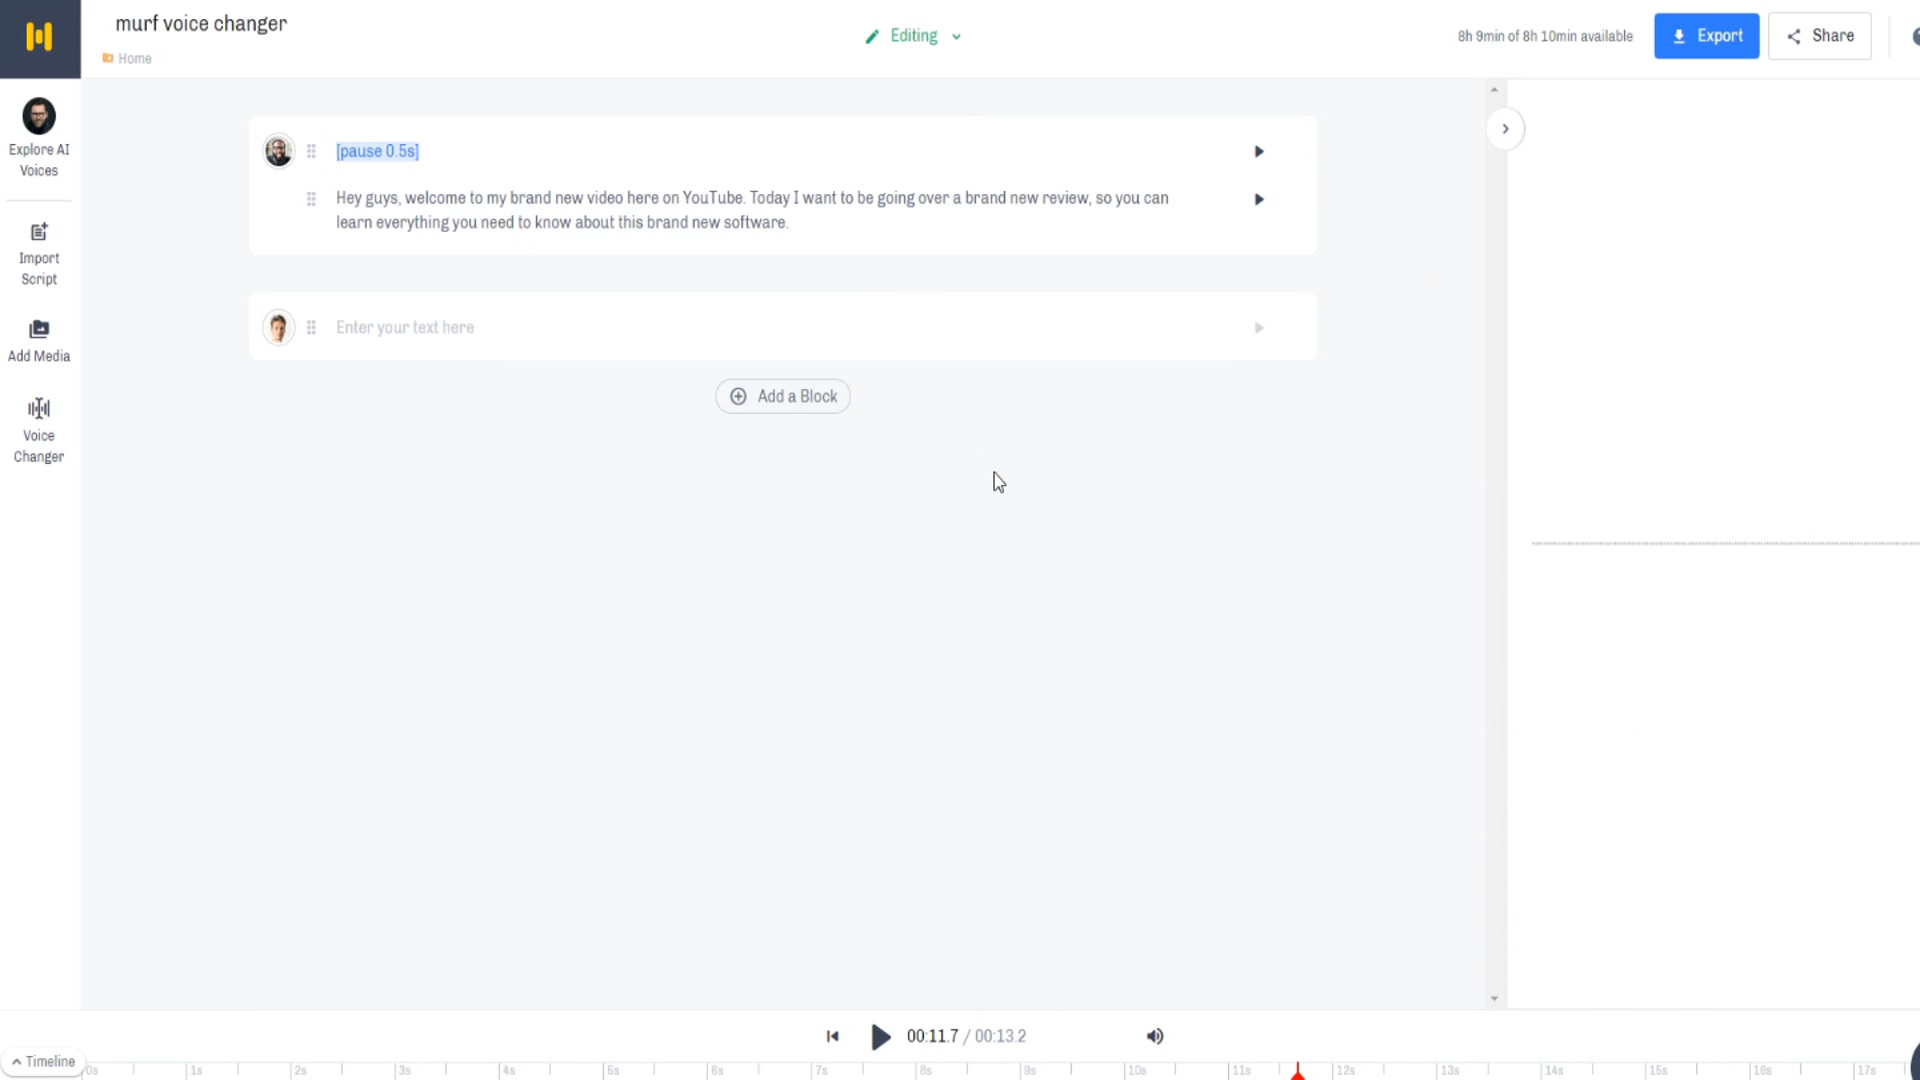 murf voice changer
Home
Editing
8h 9min of 8h 10min available
Export
Share
Explore AI
Voices
Import
Script
Add Media
Voice
Changer
[pause 0.5s]
Hey guys, welcome to my brand new video here on YouTube. Today I want to be going over a brand new review, so you can
learn everything you need to know about this brand new software.
Enter your text here
Add a Block
00:11.7 / 00:13.2
Timeline
0s 1s 2s 3s 4s 5s 6s 7s 8s 9s 10s 11s 12s 13s 14s 15s 16s 17s